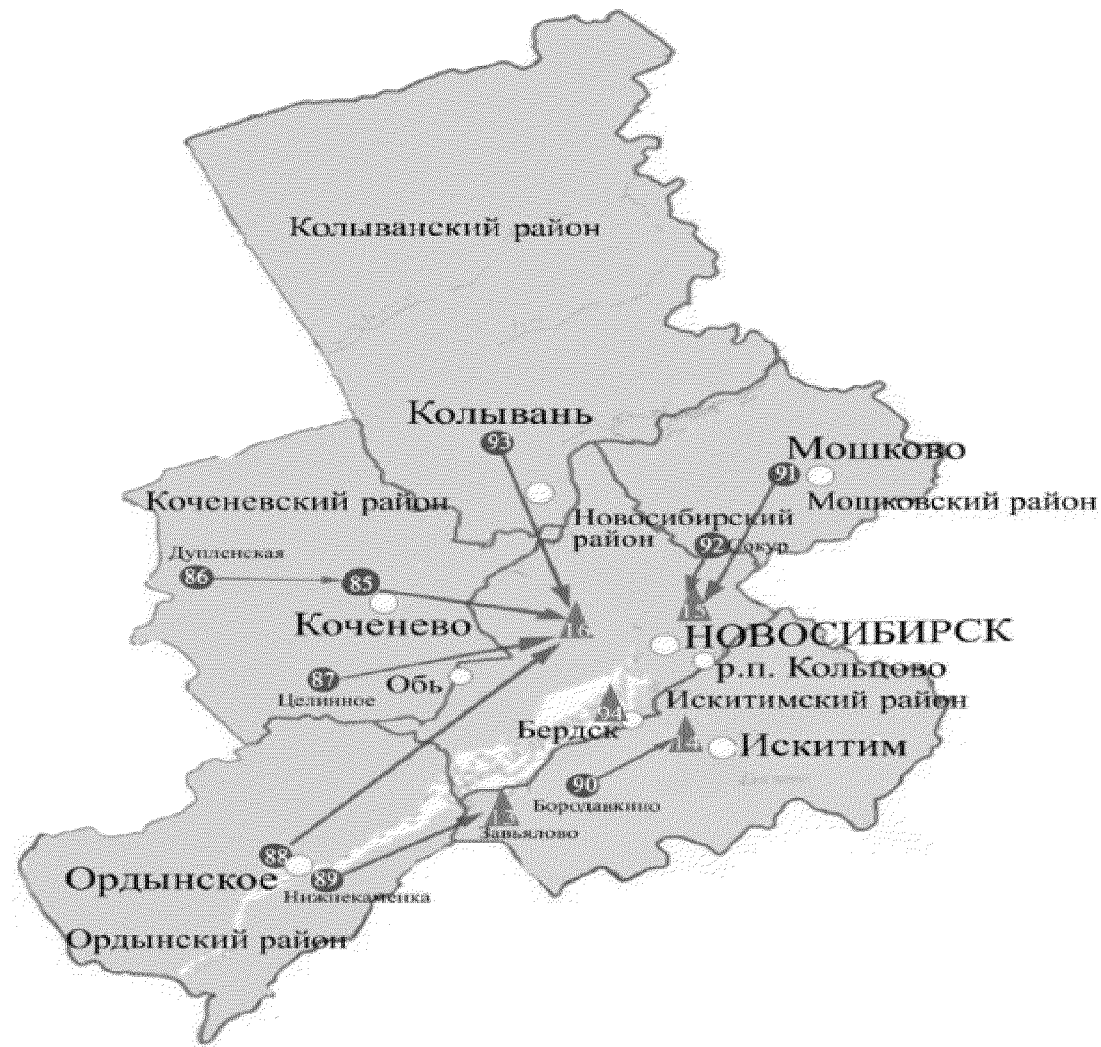 Колыванский район
Колывань
93
Мошково
91
Коченевский район
Мошковский район
Новосибирский
район
92 Сокур
Дупленская
86
85
16
Коченево
НОВОСИБИРСК
р.п. Кольцово
87
Обь
Целинное
Искитимский район
Бердск
Искитим
90
Бородавкино
Завьялово
88
Ордынское
89
Нижнекаменка
Ордынский район